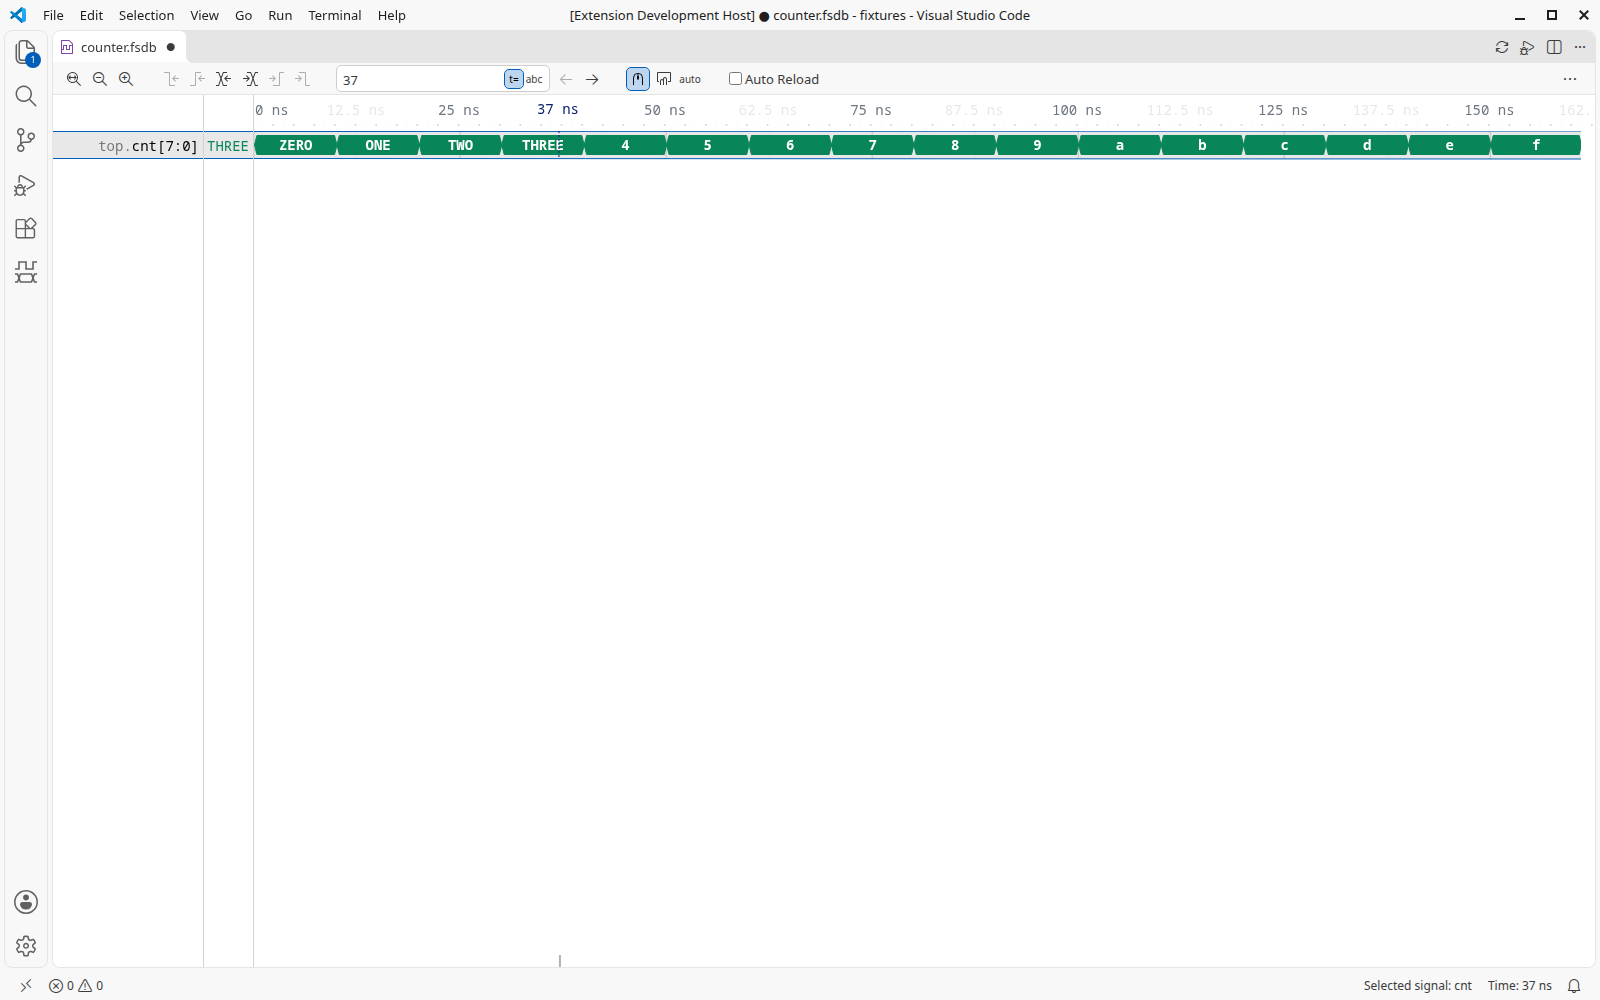 File Edit Selection View Go Run Terminal Help [Extension Development Host] ● counter.fsdb - fixtures - Visual Studio Code
1
counter.fsdb ●
37 t= abc auto Auto Reload
0 ns 12.5 ns 25 ns 37 ns 50 ns 62.5 ns 75 ns 87.5 ns 100 ns 112.5 ns 125 ns 137.5 ns 150 ns 162.
top.cnt[7:0] THREE ZERO ONE TWO THREE 4 5 6 7 8 9 a b c d e f
0 0 Selected signal: cnt Time: 37 ns